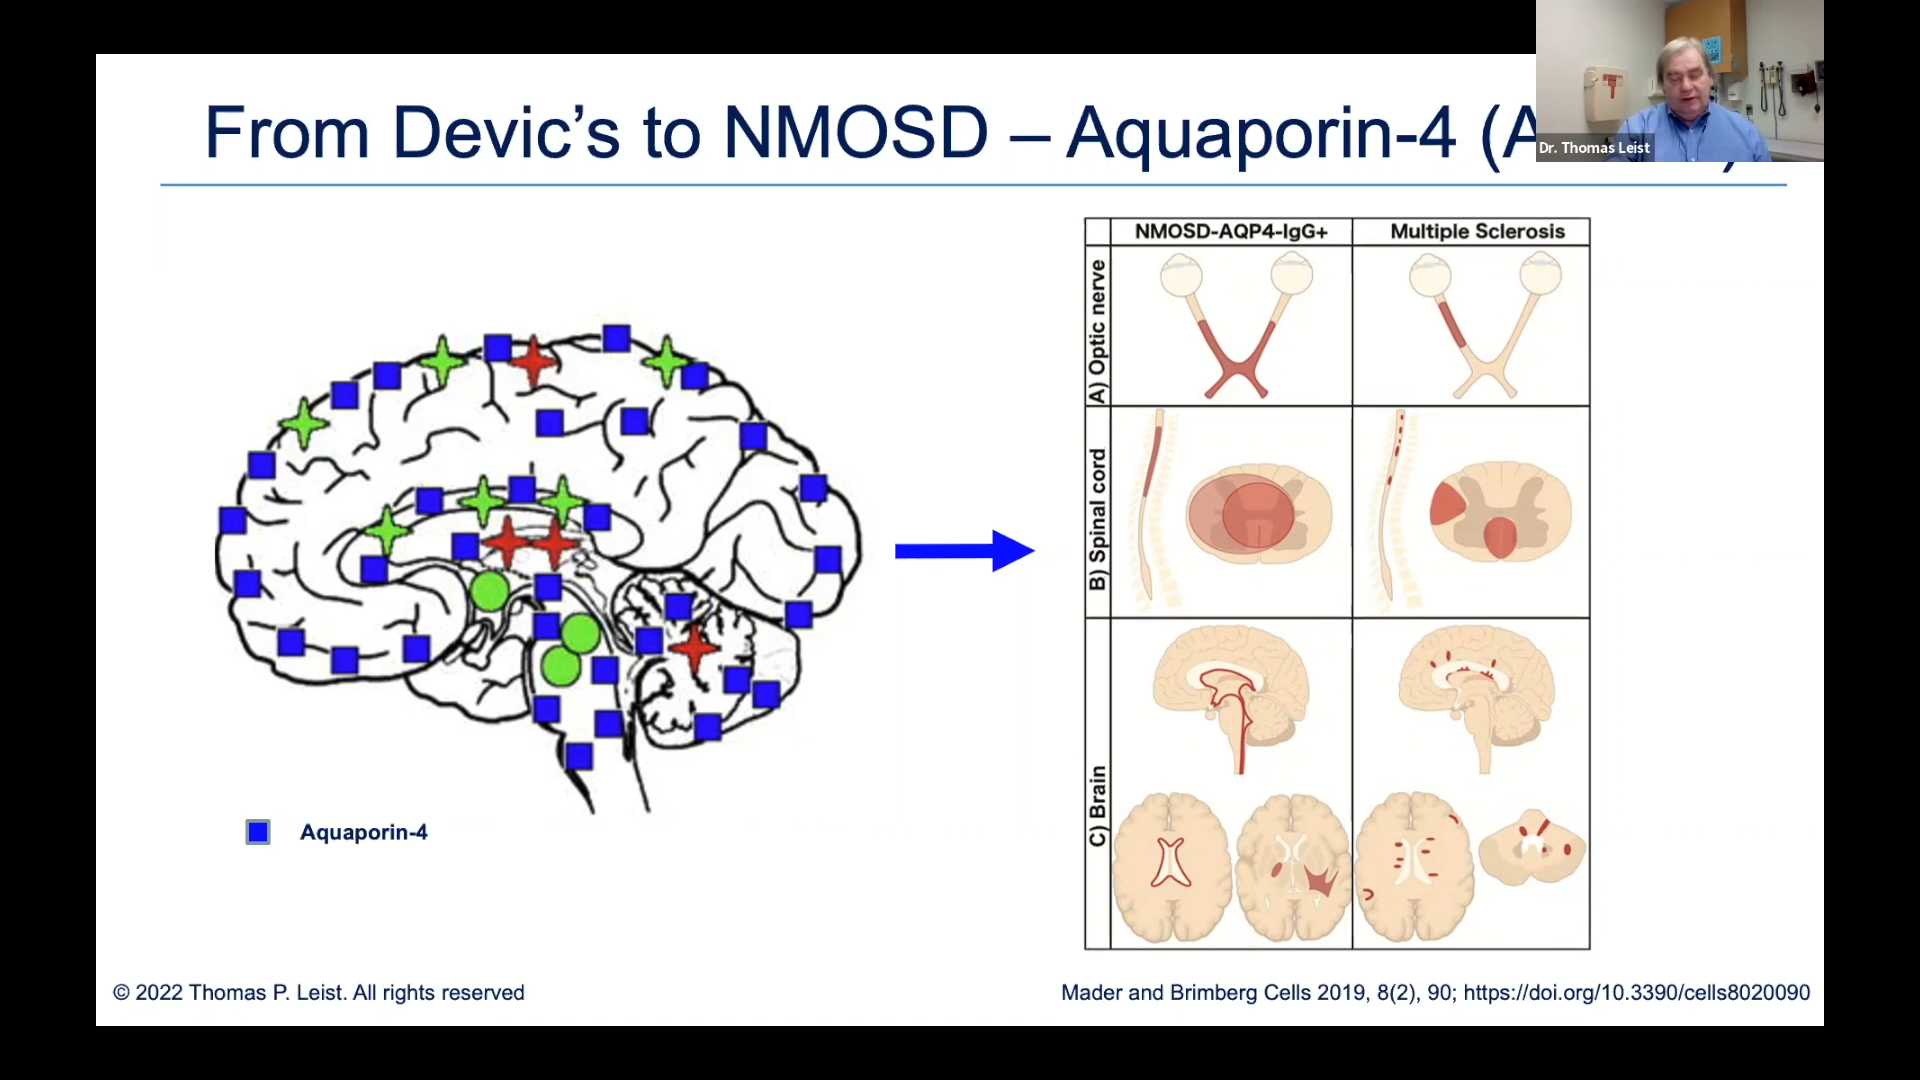 From Devic’s to NMOSD – Aquaporin-4 (A
Dr. Thomas Leist
NMOSD-AQP4-IgG+ Multiple Sclerosis
A) Optic nerve
B) Spinal cord
C) Brain
Aquaporin-4
© 2022 Thomas P. Leist. All rights reserved
Mader and Brimberg Cells 2019, 8(2), 90; https://doi.org/10.3390/cells8020090